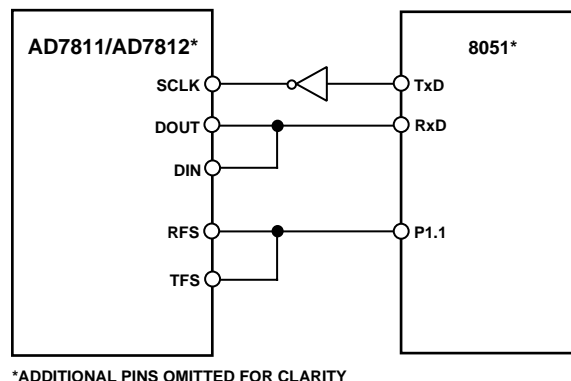 AD7811/AD7812*
8051*
SCLK
TxD
DOUT
RxD
DIN
RFS
P1.1
TFS
*ADDITIONAL PINS OMITTED FOR CLARITY